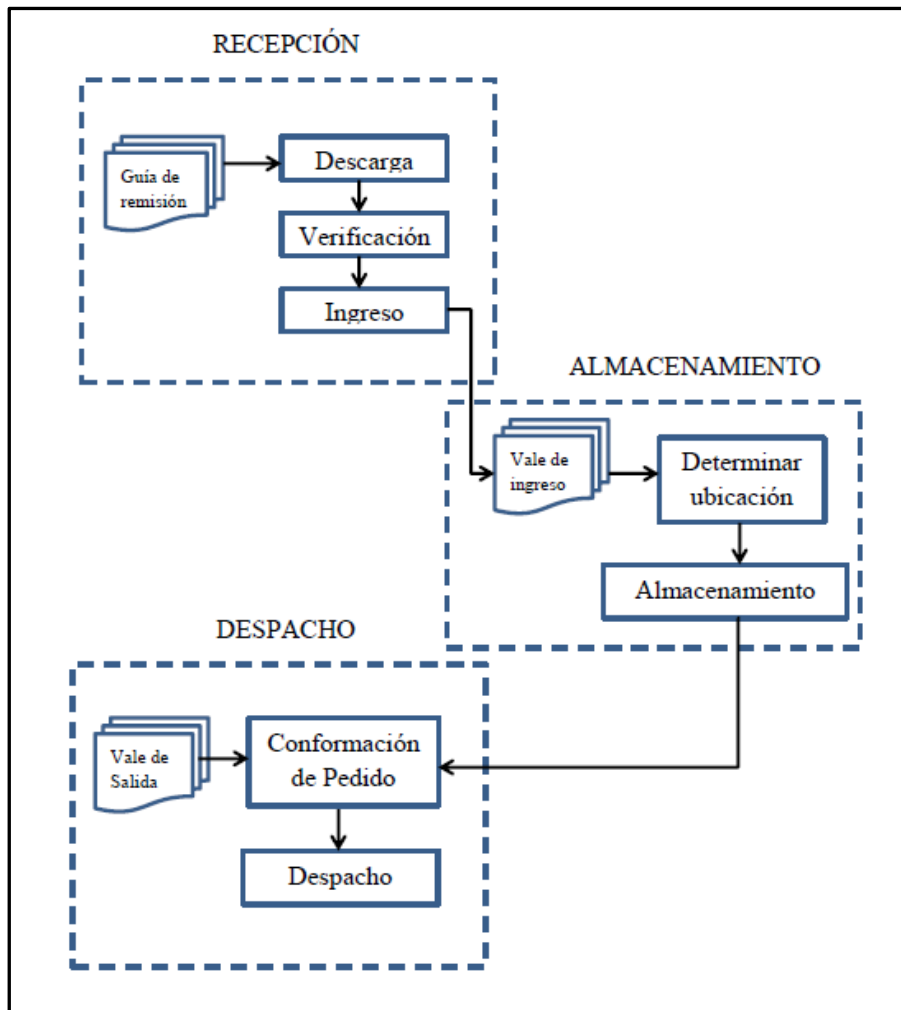 RECEPCIÓN
Guía de
remisión
Descarga
Verificación
Ingreso
ALMACENAMIENTO
Vale de
ingreso
Determinar
ubicación
Almacenamiento
DESPACHO
Vale de
Salida
Conformación
de Pedido
Despacho